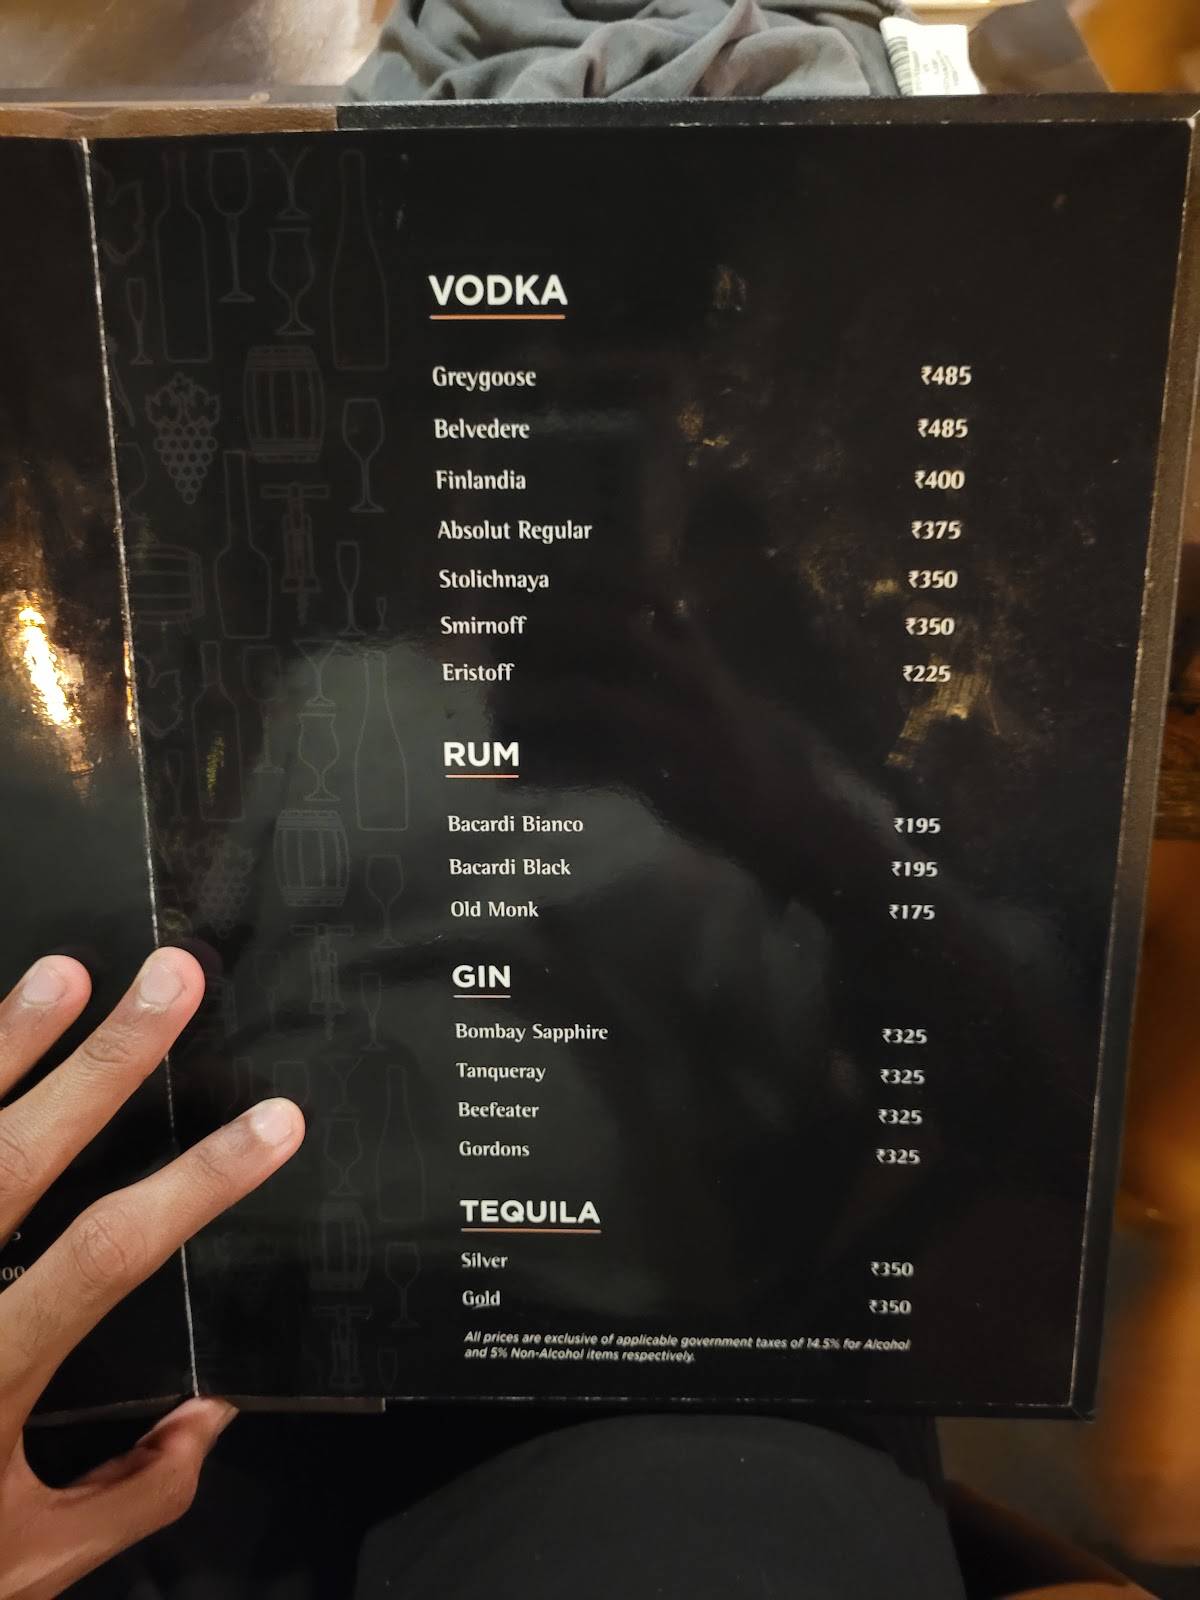 VODKA
Greygoose ₹485
Belvedere ₹485
Finlandia ₹400
Absolut Regular ₹375
Stolichnaya ₹350
Smirnoff ₹350
Eristoff ₹225
RUM
Bacardi Bianco ₹195
Bacardi Black ₹195
Old Monk ₹175
GIN
Bombay Sapphire ₹325
Tanqueray ₹325
Beefeater ₹325
Gordons ₹325
TEQUILA
Silver ₹350
Gold ₹350
All prices are exclusive of applicable government taxes of 14.5% for Alcohol
and 5% Non-Alcohol items respectively.